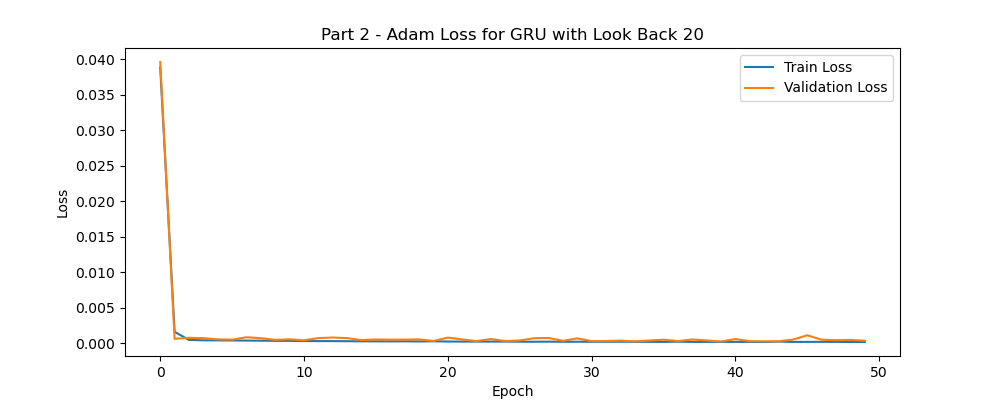 Part 2 - Adam Loss for GRU with Look Back 20
Train Loss
Validation Loss
0.040
0.035
0.030
0.025
0.020
0.015
0.010
0.005
0.000
Loss
0 10 20 30 40 50
Epoch